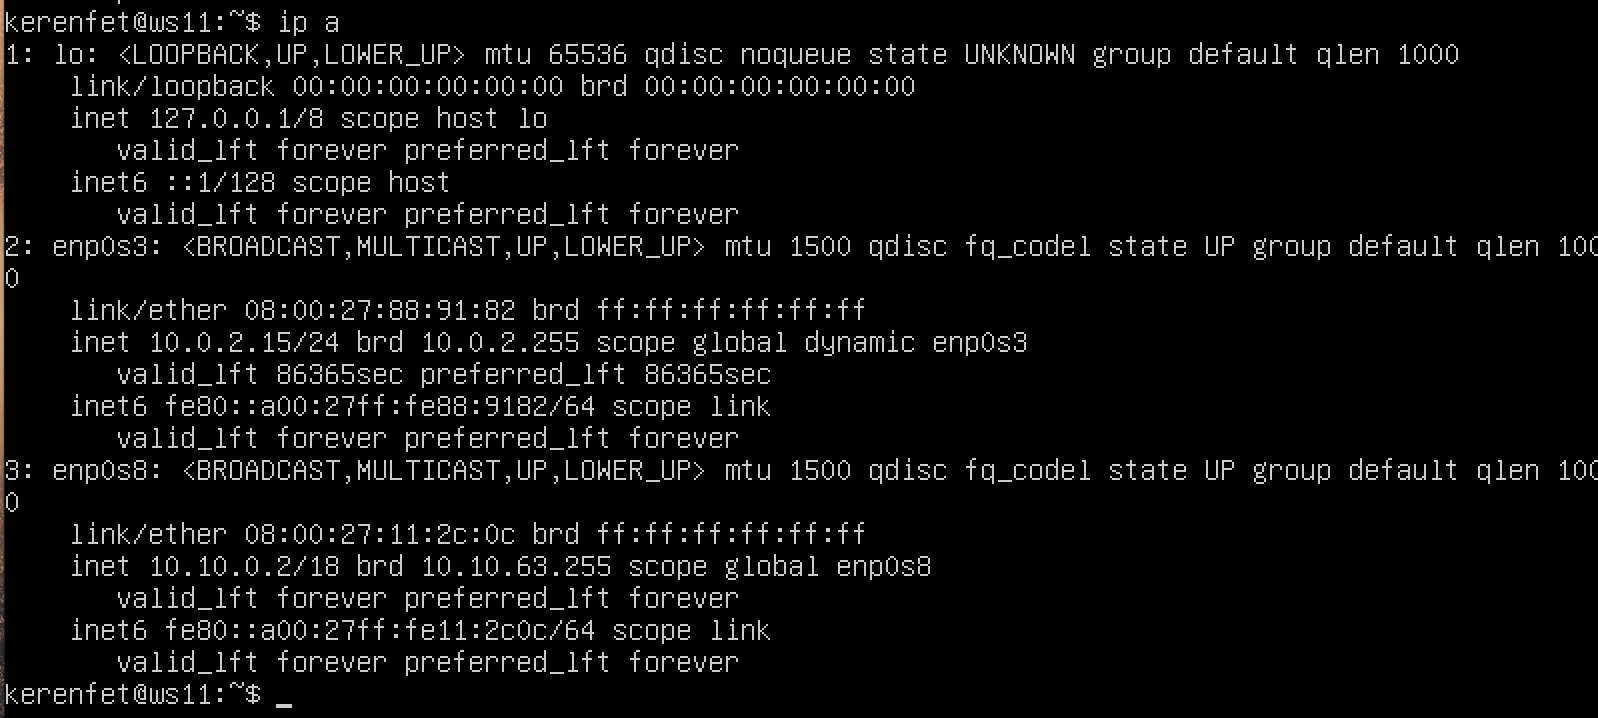 kerenfet@ws11:~$ ip a
1: lo: <LOOPBACK,UP,LOWER_UP> mtu 65536 qdisc noqueue state UNKNOWN group default qlen 1000
    link/loopback 00:00:00:00:00:00 brd 00:00:00:00:00:00
    inet 127.0.0.1/8 scope host lo
       valid_lft forever preferred_lft forever
    inet6 ::1/128 scope host
       valid_lft forever preferred_lft forever
2: enp0s3: <BROADCAST,MULTICAST,UP,LOWER_UP> mtu 1500 qdisc fq_codel state UP group default qlen 100
0
    link/ether 08:00:27:88:91:82 brd ff:ff:ff:ff:ff:ff
    inet 10.0.2.15/24 brd 10.0.2.255 scope global dynamic enp0s3
       valid_lft 86365sec preferred_lft 86365sec
    inet6 fe80::a00:27ff:fe88:9182/64 scope link
       valid_lft forever preferred_lft forever
3: enp0s8: <BROADCAST,MULTICAST,UP,LOWER_UP> mtu 1500 qdisc fq_codel state UP group default qlen 100
0
    link/ether 08:00:27:11:2c:0c brd ff:ff:ff:ff:ff:ff
    inet 10.10.0.2/18 brd 10.10.63.255 scope global enp0s8
       valid_lft forever preferred_lft forever
    inet6 fe80::a00:27ff:fe11:2c0c/64 scope link
       valid_lft forever preferred_lft forever
kerenfet@ws11:~$ _